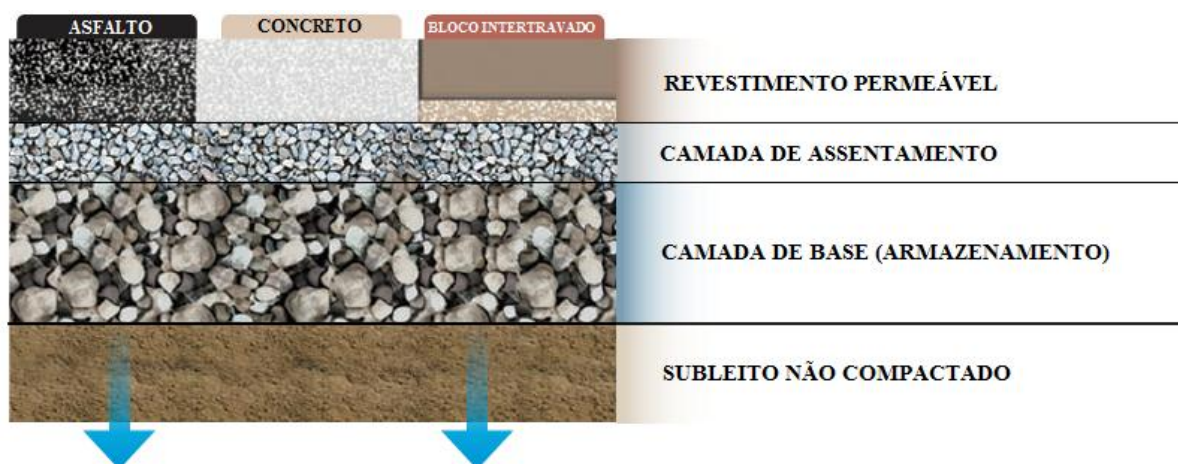 ASFALTO
CONCRETO
BLOCO INTERTRAVADO
REVESTIMENTO PERMEÁVEL
CAMADA DE ASSENTAMENTO
CAMADA DE BASE (ARMAZENAMENTO)
SUBLEITO NÃO COMPACTADO